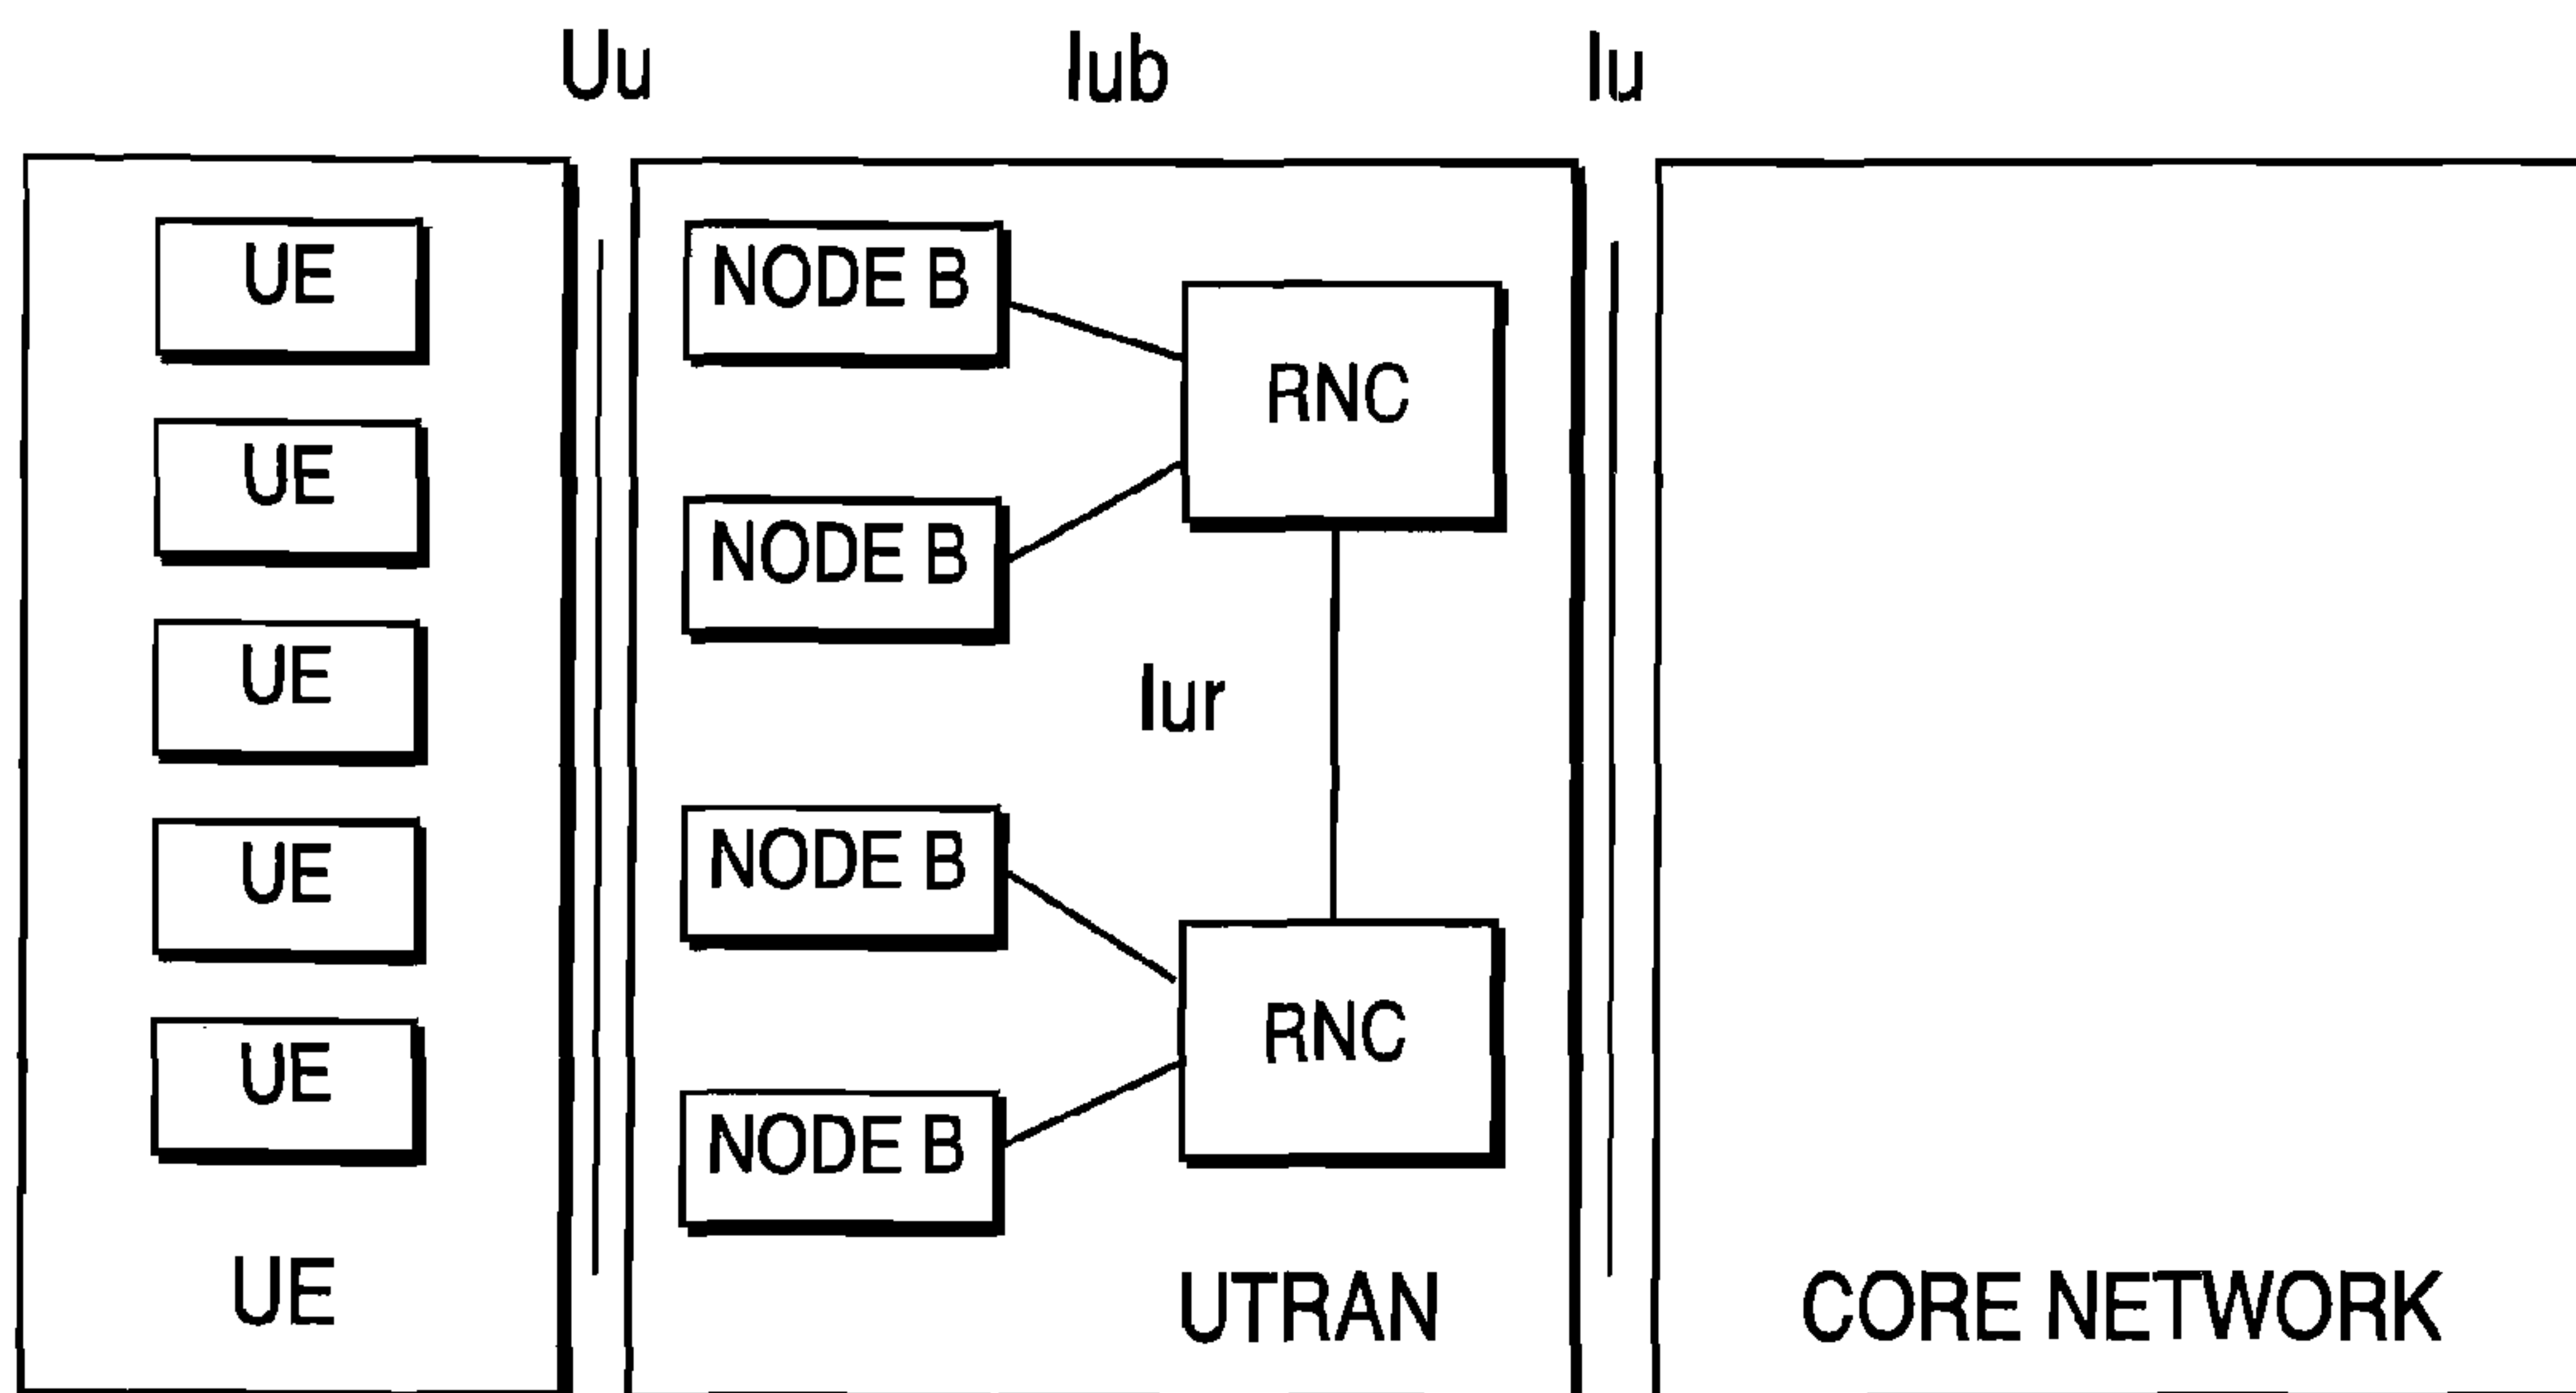 Uu
Iub
Iu
UE
UE
UE
UE
UE
UE
NODE B
NODE B
NODE B
NODE B
RNC
Iur
RNC
UTRAN
CORE NETWORK